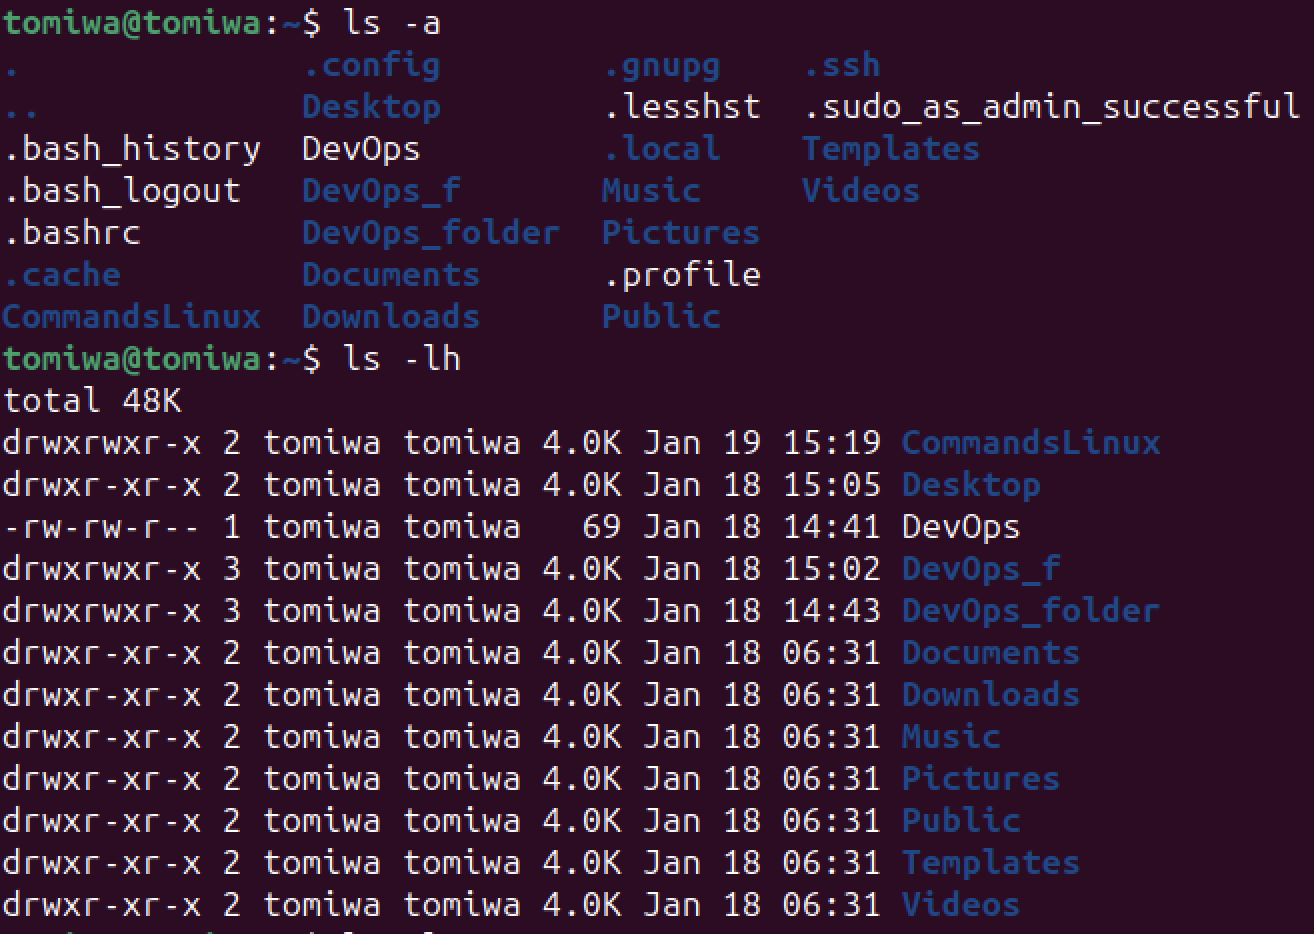 tomiwa@tomiwa:~$ ls -a
. .config .gnupg .ssh
.. Desktop .lesshst .sudo_as_admin_successful
.bash_history DevOps .local Templates
.bash_logout DevOps_f Music Videos
.bashrc DevOps_folder Pictures
.cache Documents .profile
CommandsLinux Downloads Public
tomiwa@tomiwa:~$ ls -lh
total 48K
drwxrwxr-x 2 tomiwa tomiwa 4.0K Jan 19 15:19 CommandsLinux
drwxr-xr-x 2 tomiwa tomiwa 4.0K Jan 18 15:05 Desktop
-rw-rw-r-- 1 tomiwa tomiwa 69 Jan 18 14:41 DevOps
drwxrwxr-x 3 tomiwa tomiwa 4.0K Jan 18 15:02 DevOps_f
drwxrwxr-x 3 tomiwa tomiwa 4.0K Jan 18 14:43 DevOps_folder
drwxr-xr-x 2 tomiwa tomiwa 4.0K Jan 18 06:31 Documents
drwxr-xr-x 2 tomiwa tomiwa 4.0K Jan 18 06:31 Downloads
drwxr-xr-x 2 tomiwa tomiwa 4.0K Jan 18 06:31 Music
drwxr-xr-x 2 tomiwa tomiwa 4.0K Jan 18 06:31 Pictures
drwxr-xr-x 2 tomiwa tomiwa 4.0K Jan 18 06:31 Public
drwxr-xr-x 2 tomiwa tomiwa 4.0K Jan 18 06:31 Templates
drwxr-xr-x 2 tomiwa tomiwa 4.0K Jan 18 06:31 Videos